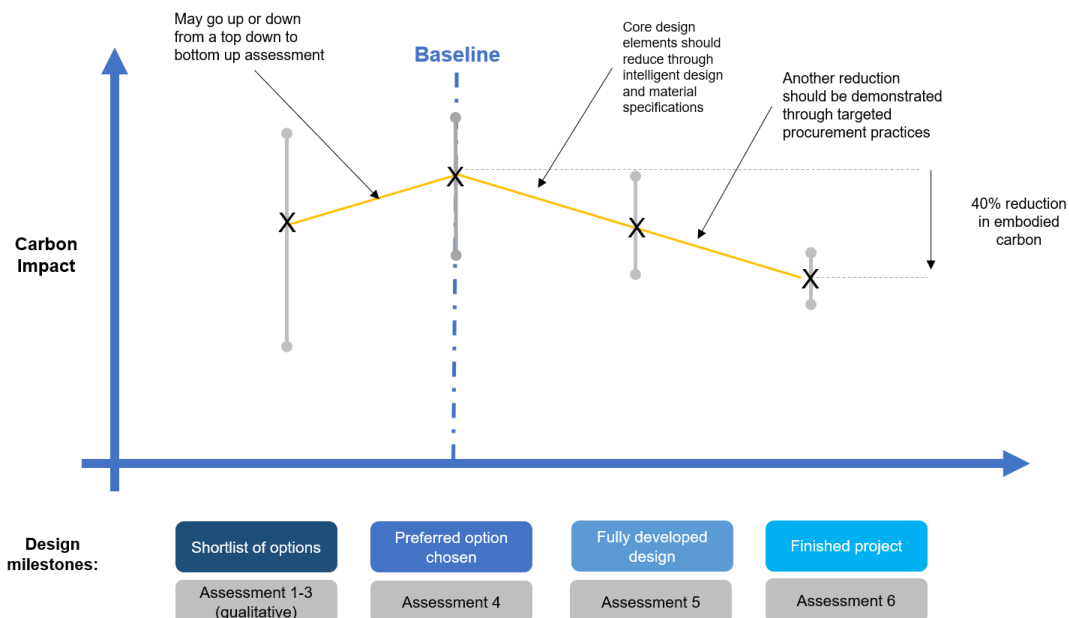 May go up or down
from a top down to
bottom up assessment
Baseline
Core design
elements should
reduce through
intelligent design
and material
specifications
Another reduction
should be demonstrated
through targeted
procurement practices
40% reduction
in embodied
carbon
Carbon
Impact
X
X
X
X
Design
milestones:
Shortlist of options
Preferred option
chosen
Fully developed
design
Finished project
Assessment 1-3
(qualitative)
Assessment 4
Assessment 5
Assessment 6